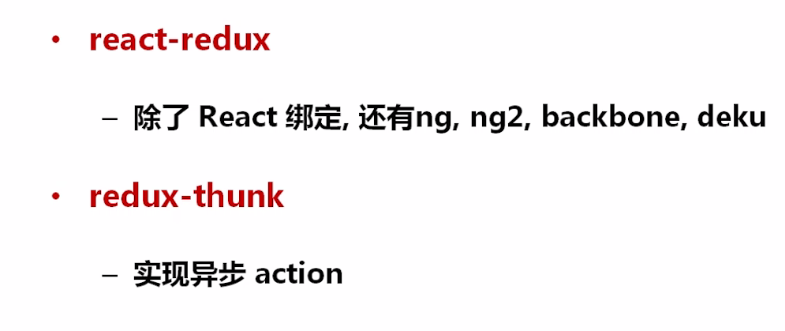 • react-redux
– 除了 React 绑定, 还有ng, ng2, backbone, deku
• redux-thunk
– 实现异步 action